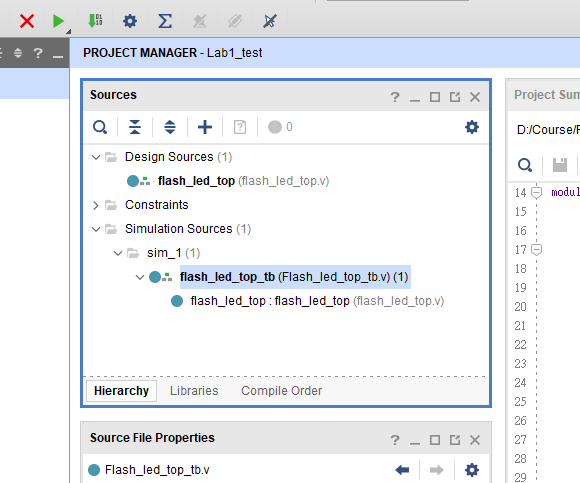 PROJECT MANAGER - Lab1_test
Sources
Project Sum
0
D:/Course/F
Design Sources (1)
flash_led_top (flash_led_top.v)
Constraints
Simulation Sources (1)
sim_1 (1)
flash_led_top_tb (Flash_led_top_tb.v) (1)
flash_led_top : flash_led_top (flash_led_top.v)
Hierarchy Libraries Compile Order
Source File Properties
Flash_led_top_tb.v
14 modul
15
16
17
18
19
20
21
22
23
24
25
26
27
28
29